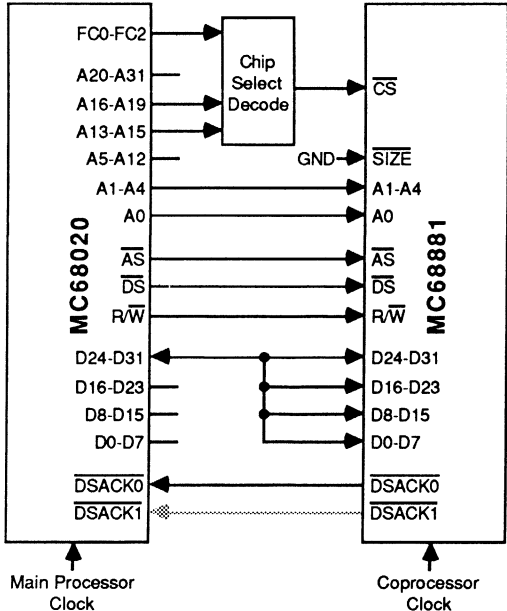 FC0-FC2
A20-A31
A16-A19
A13-A15
A5-A12
A1-A4
A0
AS
DS
R/W
D24-D31
D16-D23
D8-D15
D0-D7
DSACK0
DSACK1
MC68020
Chip
Select
Decode
GND
CS
SIZE
A1-A4
A0
AS
DS
R/W
D24-D31
D16-D23
D8-D15
D0-D7
DSACK0
DSACK1
MC68881
Main Processor
Clock
Coprocessor
Clock